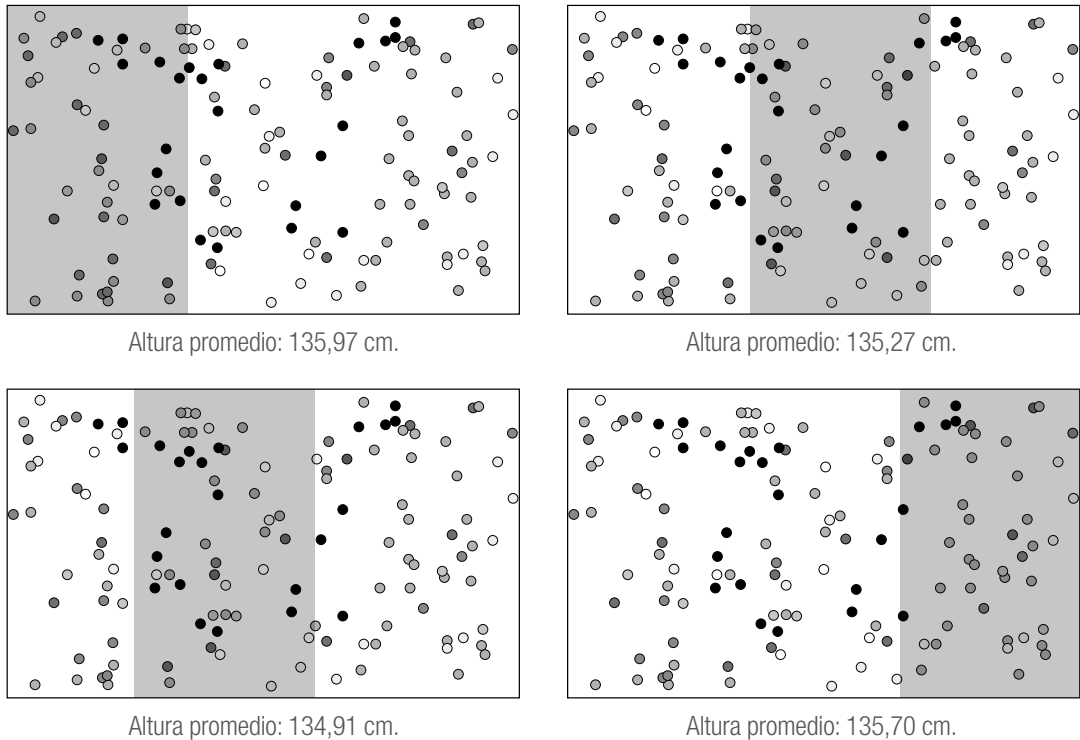 Altura promedio: 135,97 cm.
Altura promedio: 135,27 cm.
Altura promedio: 134,91 cm.
Altura promedio: 135,70 cm.